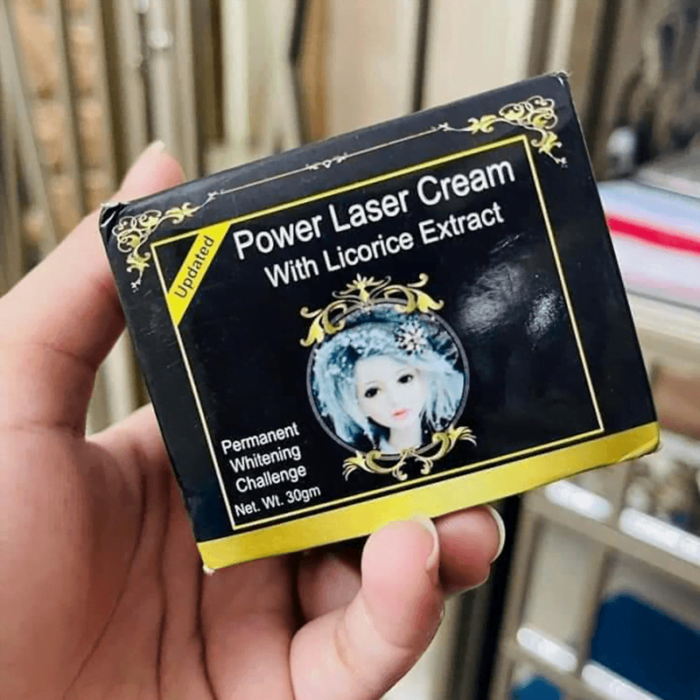 Updated
Power Laser Cream
With Licorice Extract
Permanent
Whitening
Challenge
Net. Wt. 30gm